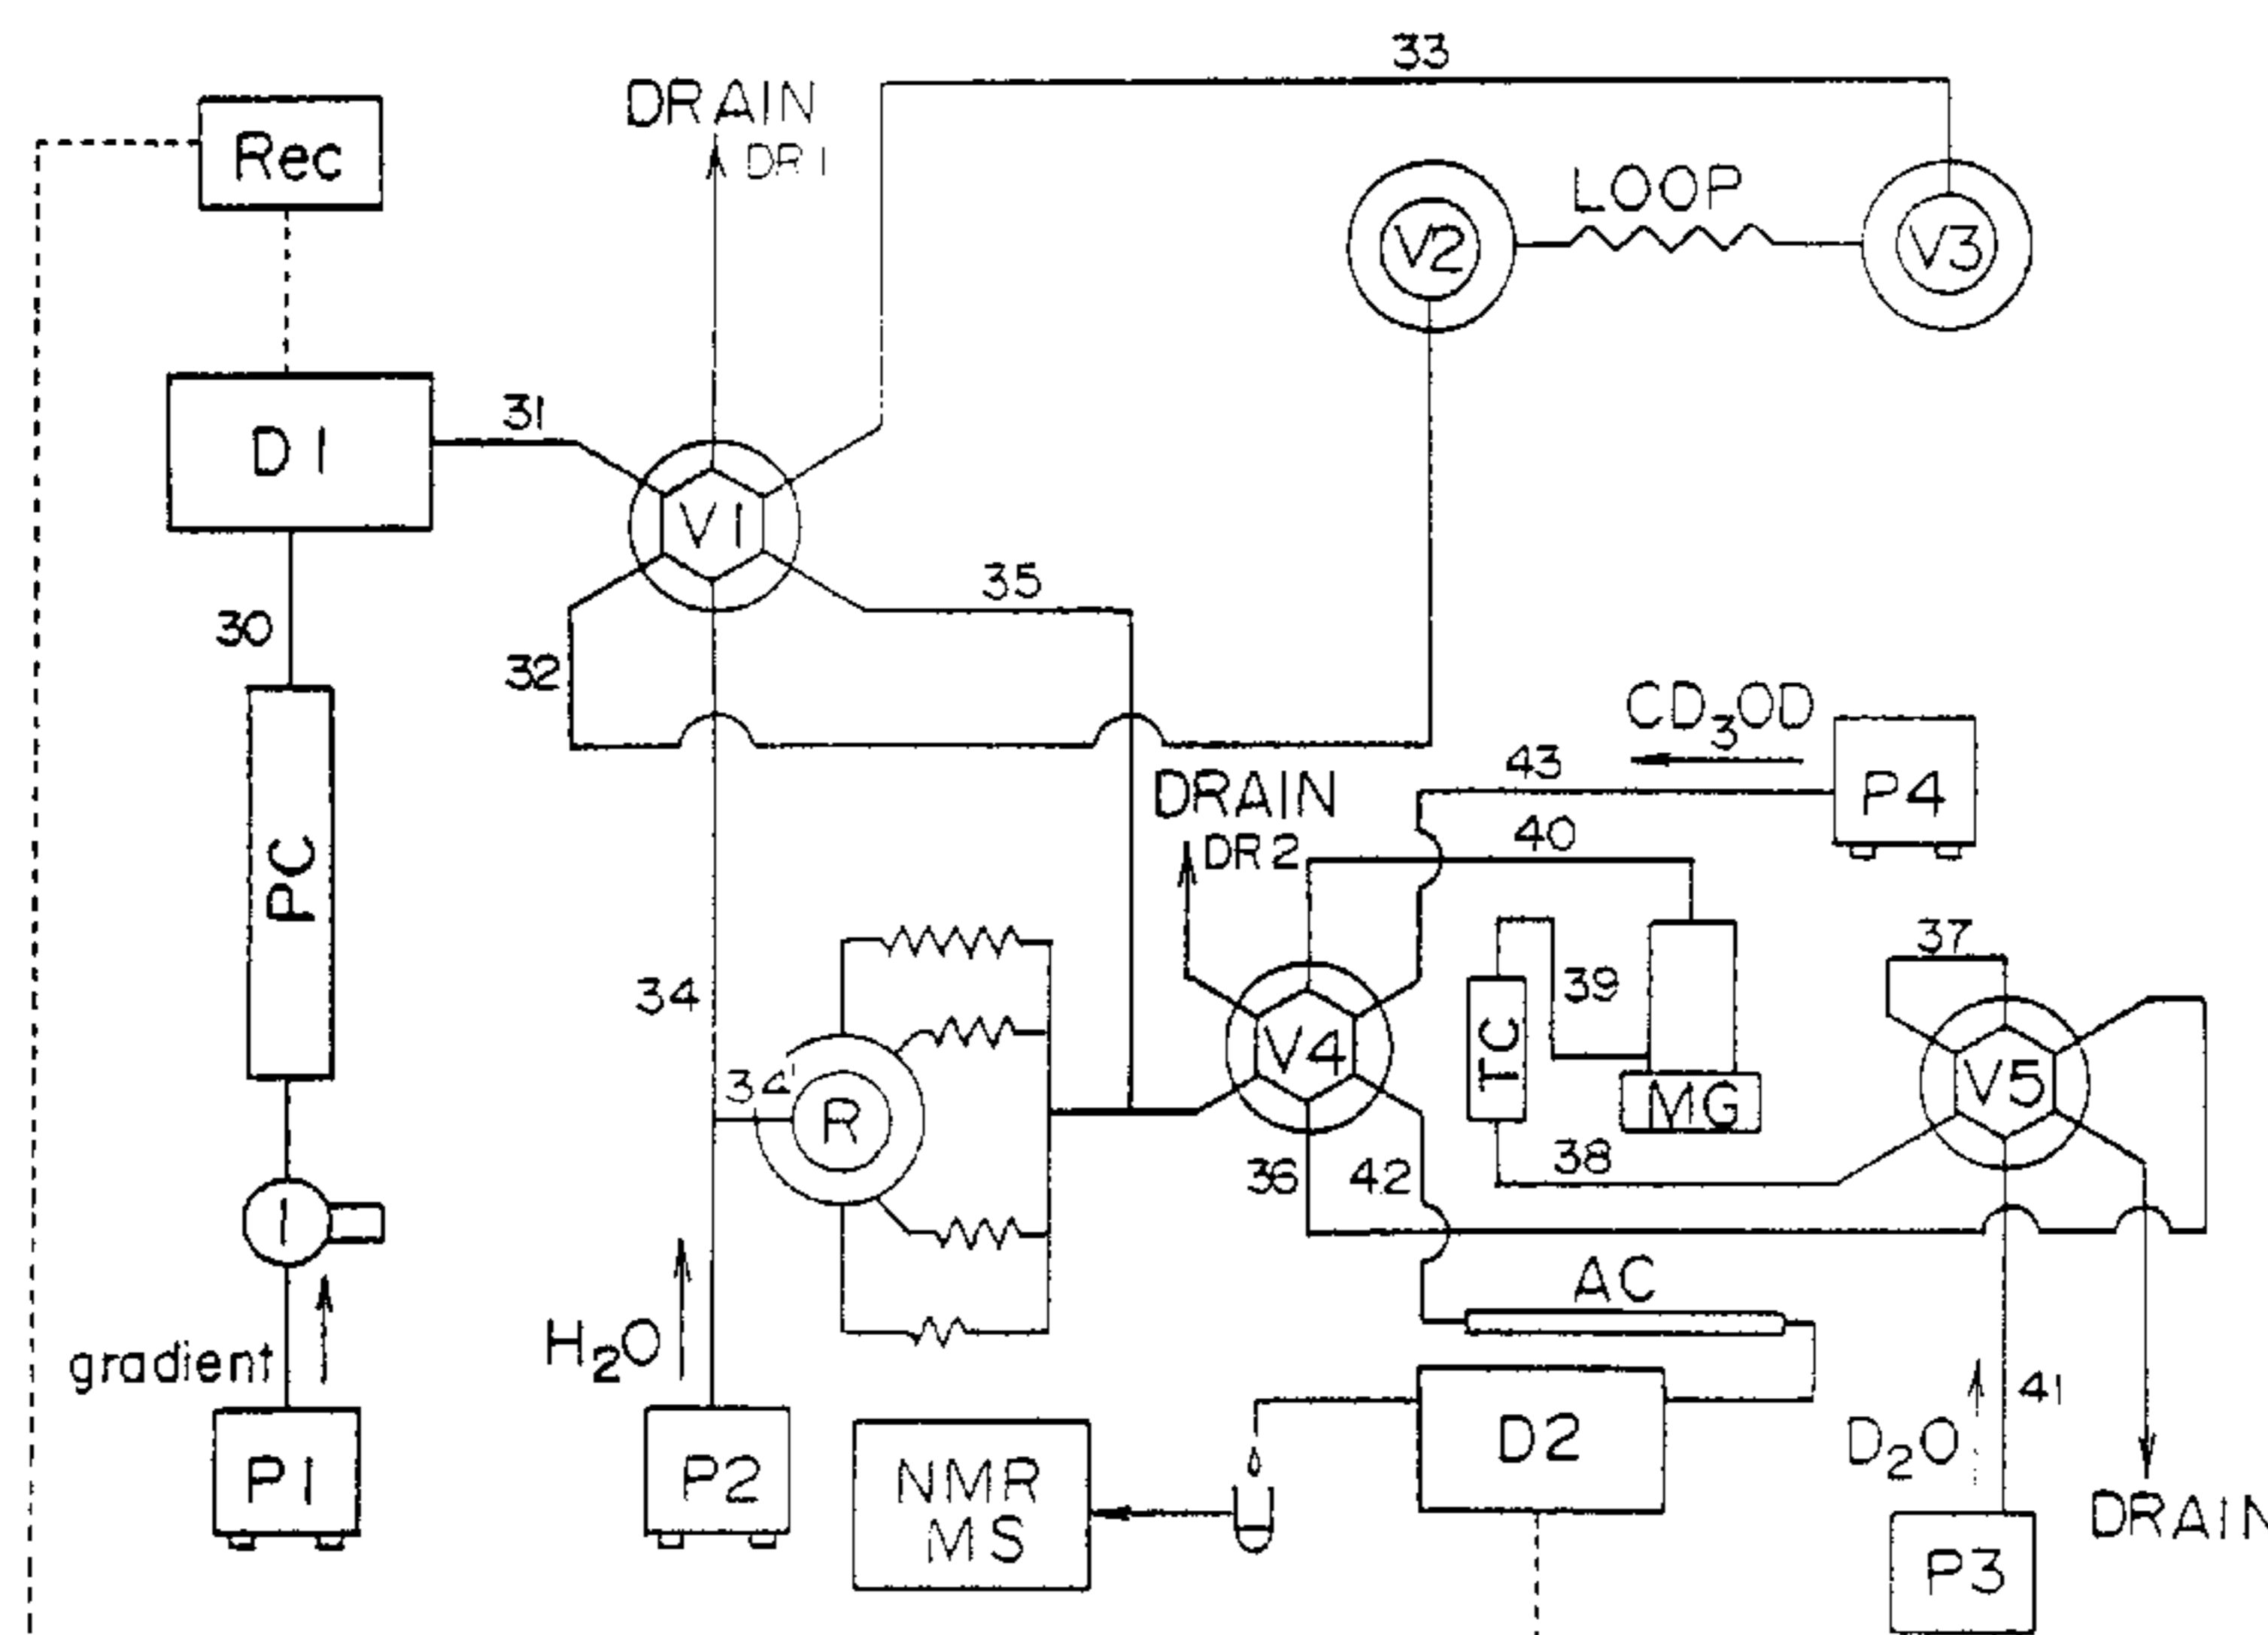 33
DRAIN
DR1
Rec
LOOP
V2
V3
31
D1
V1
35
30
32
CD3OD
43
P4
DRAIN
40
DR2
PC
37
34
39
V4
TC
V5
34'
R
MG
36
42
38
I
AC
H2O
gradient
41
D2
D2O
P1
P2
NMR
MS
DRAIN
P3